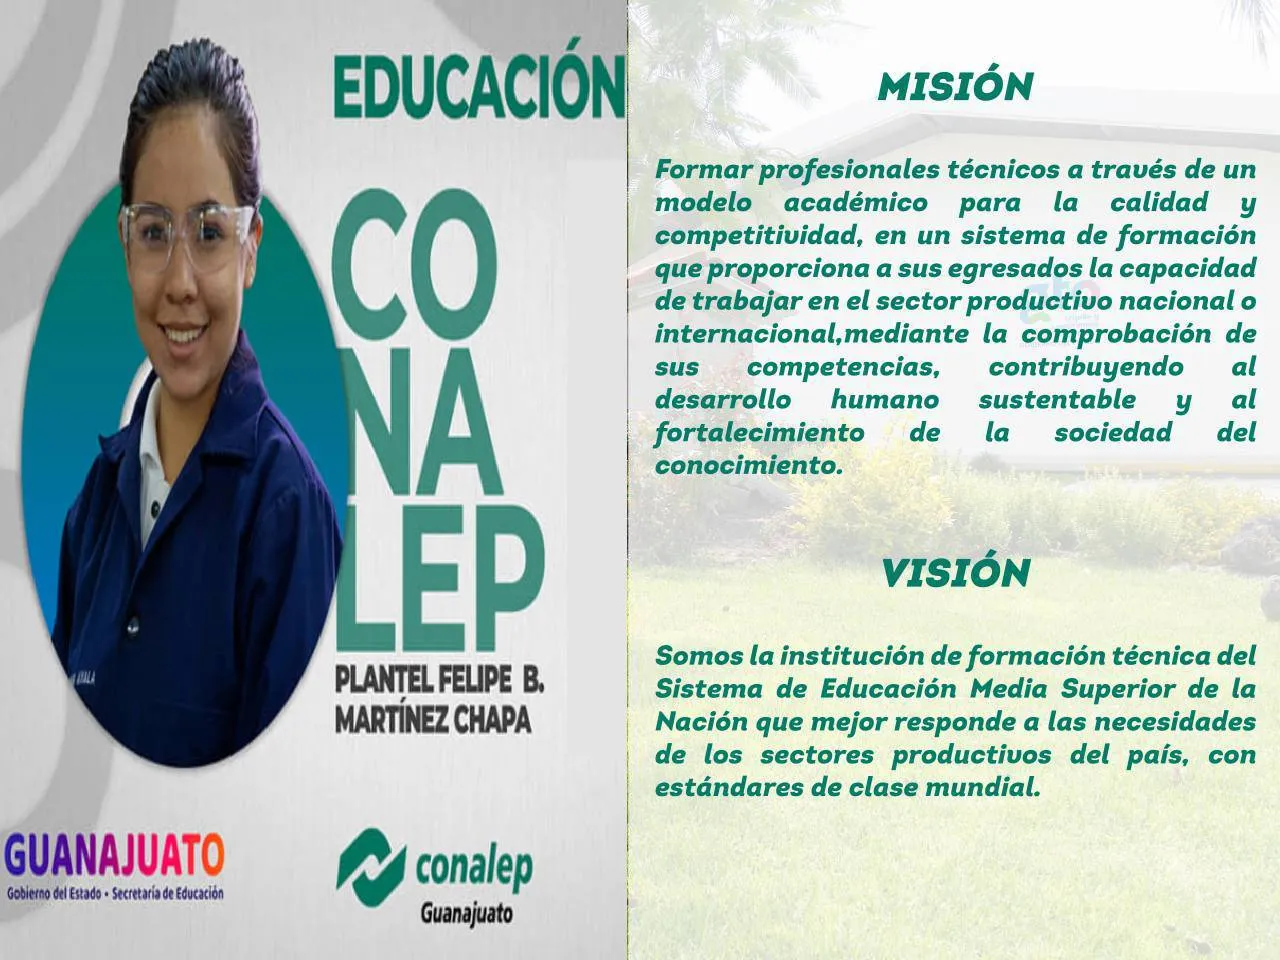 EDUCACIÓN
CO
NA
LEP
PLANTEL FELIPE B.
MARTÍNEZ CHAPA
GUANAJUATO
Gobierno del Estado • Secretaría de Educación
conalep
Guanajuato
MISIÓN
Formar profesionales técnicos a través de un
modelo académico para la calidad y
competitividad, en un sistema de formación
que proporciona a sus egresados la capacidad
de trabajar en el sector productivo nacional o
internacional,mediante la comprobación de
sus competencias, contribuyendo al
desarrollo humano sustentable y al
fortalecimiento de la sociedad del
conocimiento.
VISIÓN
Somos la institución de formación técnica del
Sistema de Educación Media Superior de la
Nación que mejor responde a las necesidades
de los sectores productivos del país, con
estándares de clase mundial.